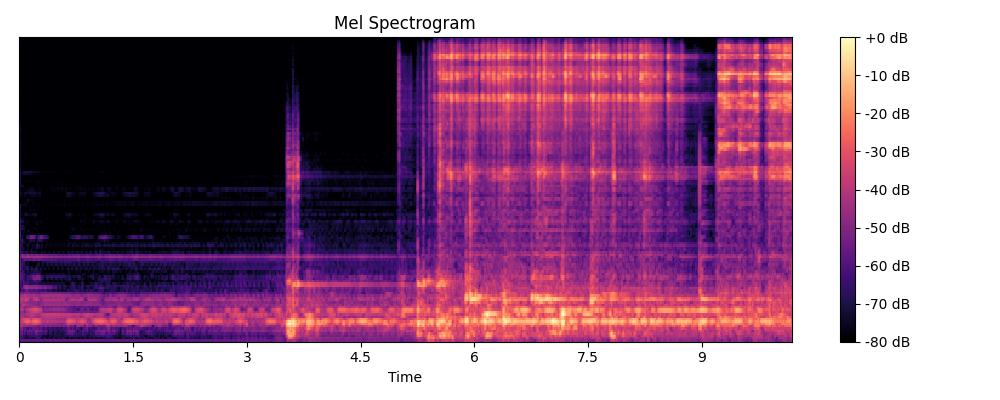 Mel Spectrogram
+0 dB
-10 dB
-20 dB
-30 dB
-40 dB
-50 dB
-60 dB
-70 dB
-80 dB
0 1.5 3 4.5 6 7.5 9
Time